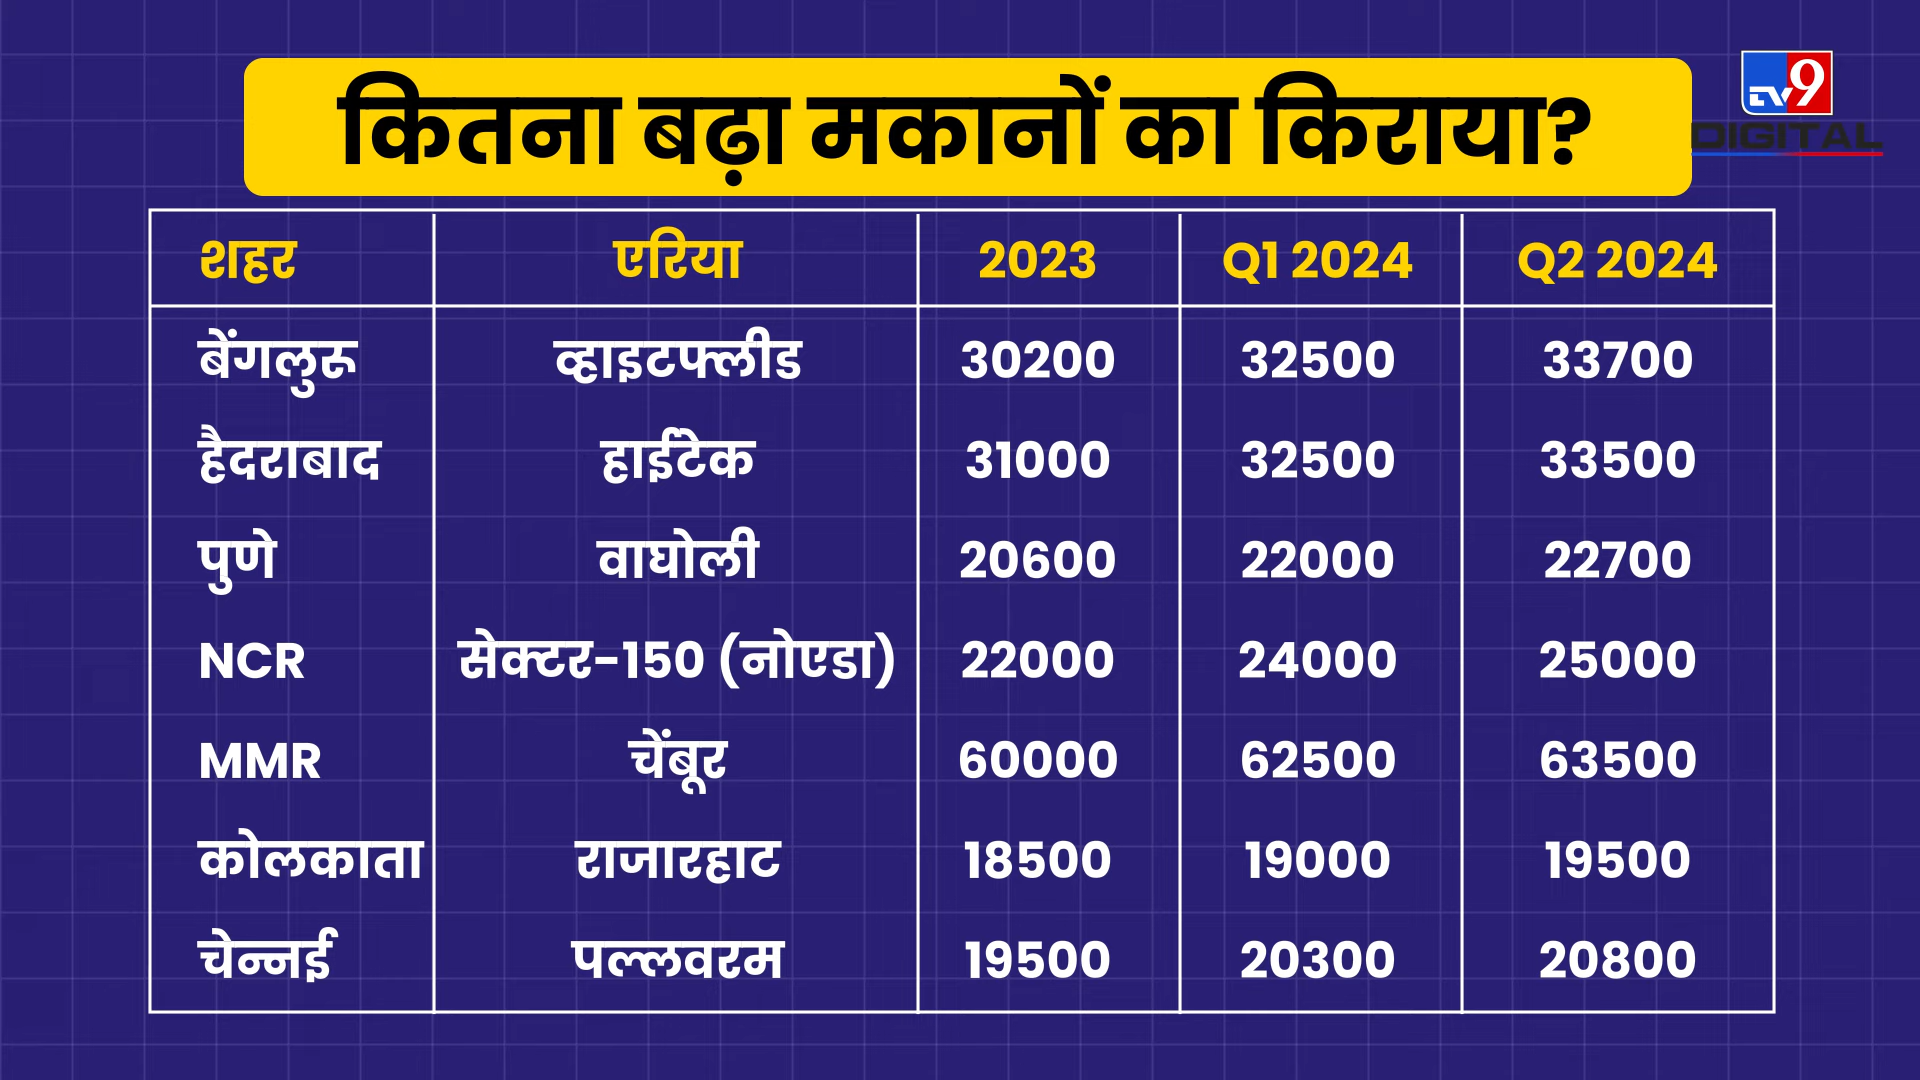 कितना बढ़ा मकानों का किराया?
TV9
DIGITAL
शहर एरिया 2023 Q1 2024 Q2 2024
बेंगलुरू व्हाइटफ्लीड 30200 32500 33700
हैदराबाद हाईटेक 31000 32500 33500
पुणे वाघोली 20600 22000 22700
NCR सेक्टर-150 (नोएडा) 22000 24000 25000
MMR चेंबूर 60000 62500 63500
कोलकाता राजारहाट 18500 19000 19500
चेन्नई पल्लवरम 19500 20300 20800